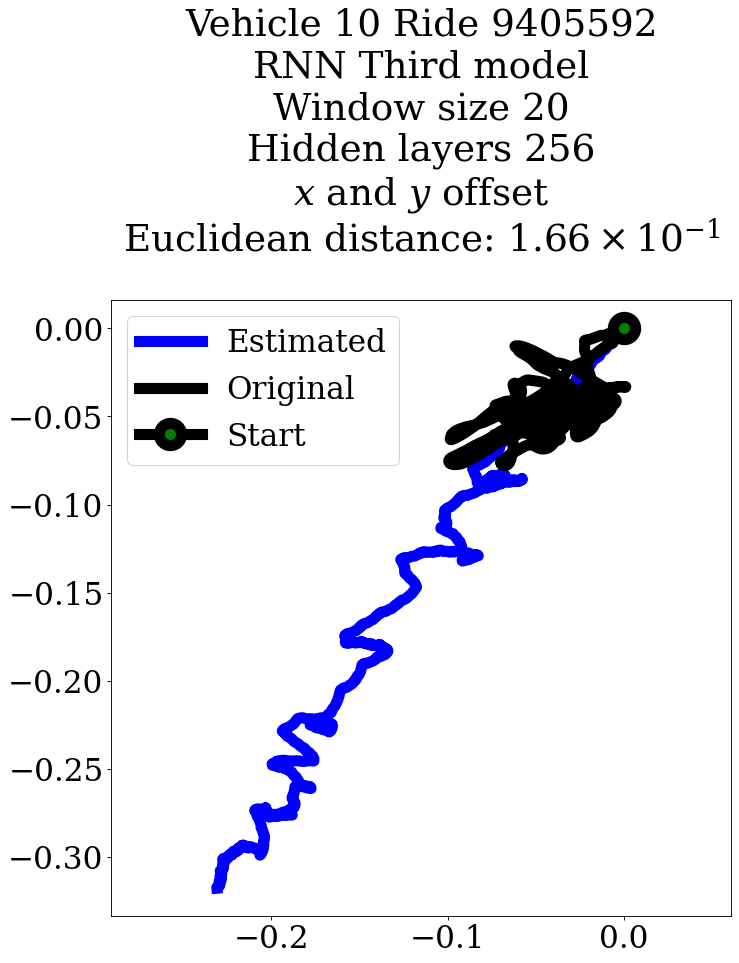 Vehicle 10 Ride 9405592
RNN Third model
Window size 20
Hidden layers 256
x and y offset
Euclidean distance: 1.66 × 10⁻¹
Estimated
Original
Start
0.00
−0.05
−0.10
−0.15
−0.20
−0.25
−0.30
−0.2 −0.1 0.0